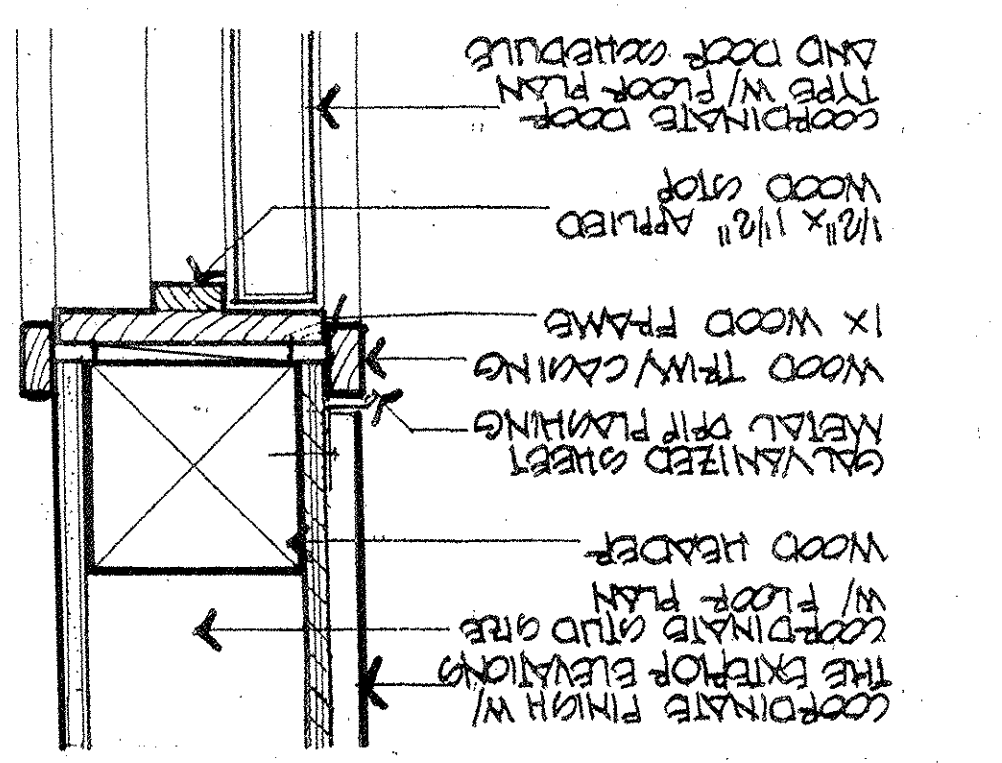 COORDINATE FINISH W/
THE EXTERIOR ELEVATIONS
COORDINATE STUD SIZE
W/ FLOOR PLAN
WOOD HEADER
GALVANIZED SHEET
METAL DRIP FLASHING
WOOD TRIM/CASING
1X WOOD FRAME
1/2"X 1 1/2" APPLIED
WOOD STOP
COORDINATE DOOR
TYPE W/ FLOOR PLAN
AND DOOR SCHEDULE